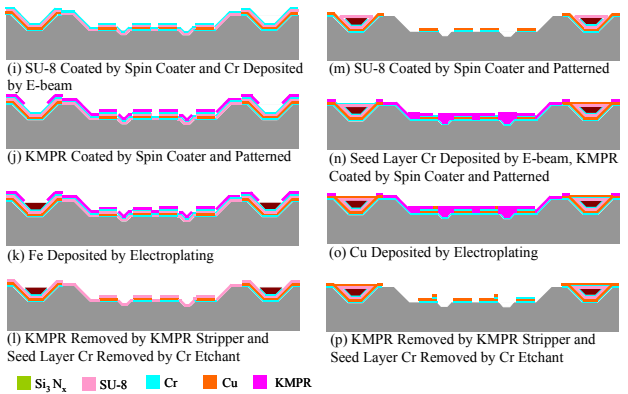 (i) SU-8 Coated by Spin Coater and Cr Deposited
by E-beam
(j) KMPR Coated by Spin Coater and Patterned
(k) Fe Deposited by Electroplating
(l) KMPR Removed by KMPR Stripper and
Seed Layer Cr Removed by Cr Etchant
(m) SU-8 Coated by Spin Coater and Patterned
(n) Seed Layer Cr Deposited by E-beam, KMPR
Coated by Spin Coater and Patterned
(o) Cu Deposited by Electroplating
(p) KMPR Removed by KMPR Stripper and
Seed Layer Cr Removed by Cr Etchant
Si₃ Nₓ SU-8 Cr Cu KMPR